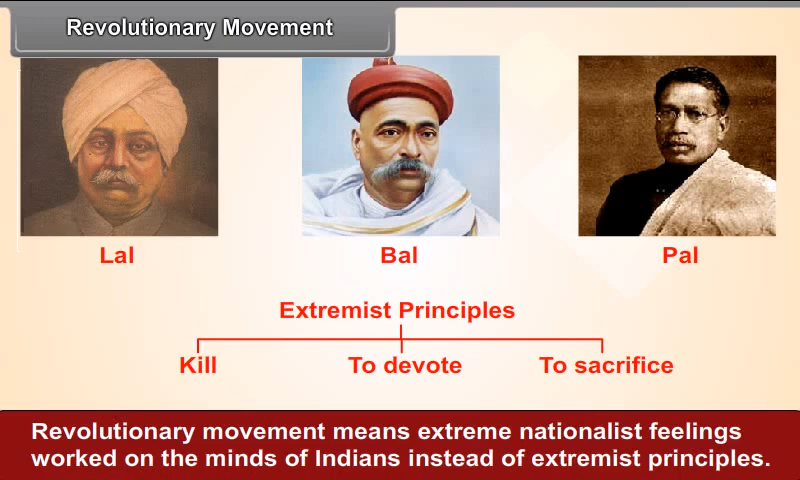 Revolutionary Movement
Lal
Bal
Pal
Extremist Principles
Kill
To devote
To sacrifice
Revolutionary movement means extreme nationalist feelings
worked on the minds of Indians instead of extremist principles.